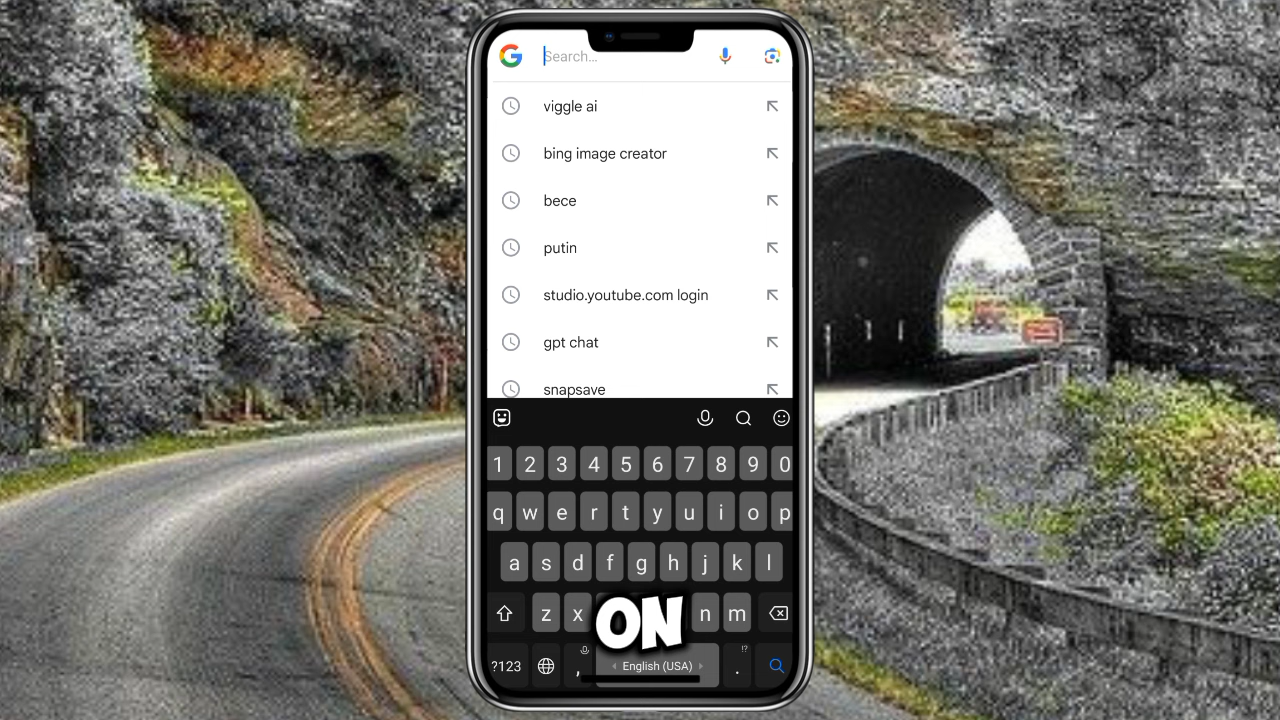 Search...
viggle ai
bing image creator
bece
putin
studio.youtube.com login
gpt chat
snapsave
1 2 3 4 5 6 7 8 9 0
q w e r t y u i o p
a s d f g h j k l
z x n m
ON
?123 , English (USA) . !?